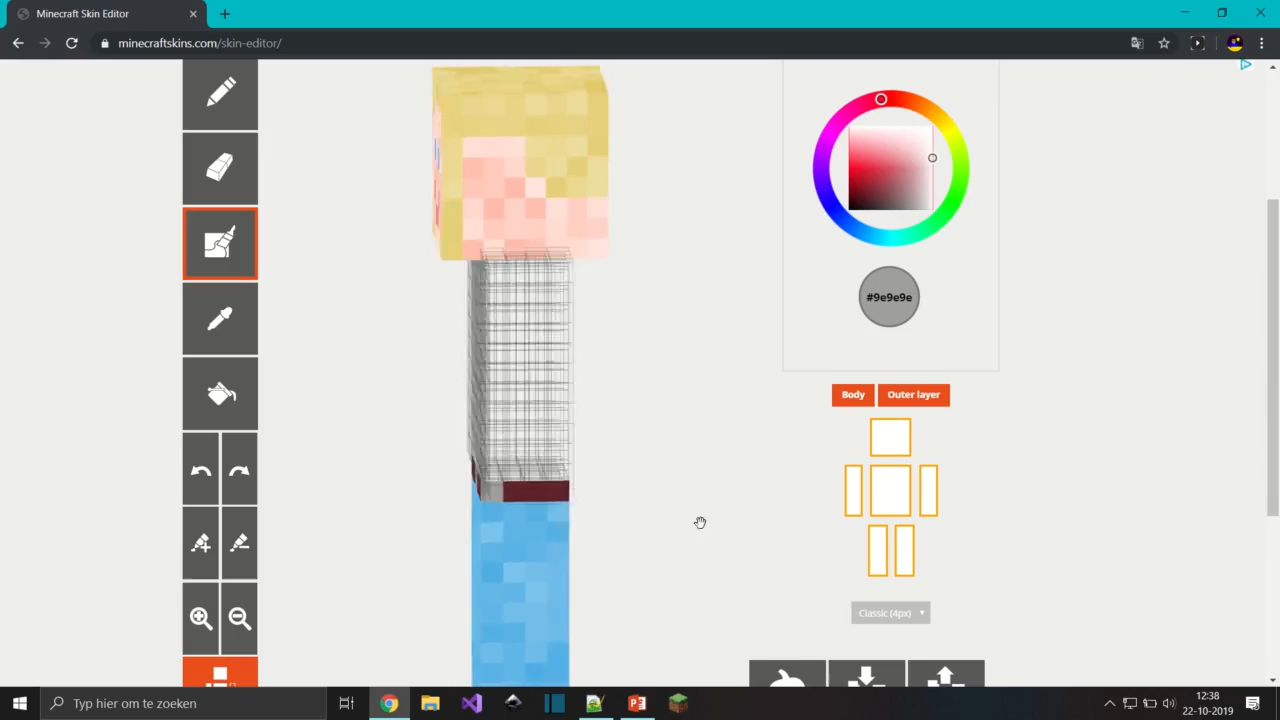 Minecraft Skin Editor
minecraftskins.com/skin-editor/
#9e9e9e
Body Outer layer
Classic (4px)
Typ hier om te zoeken
12:38
22-10-2019